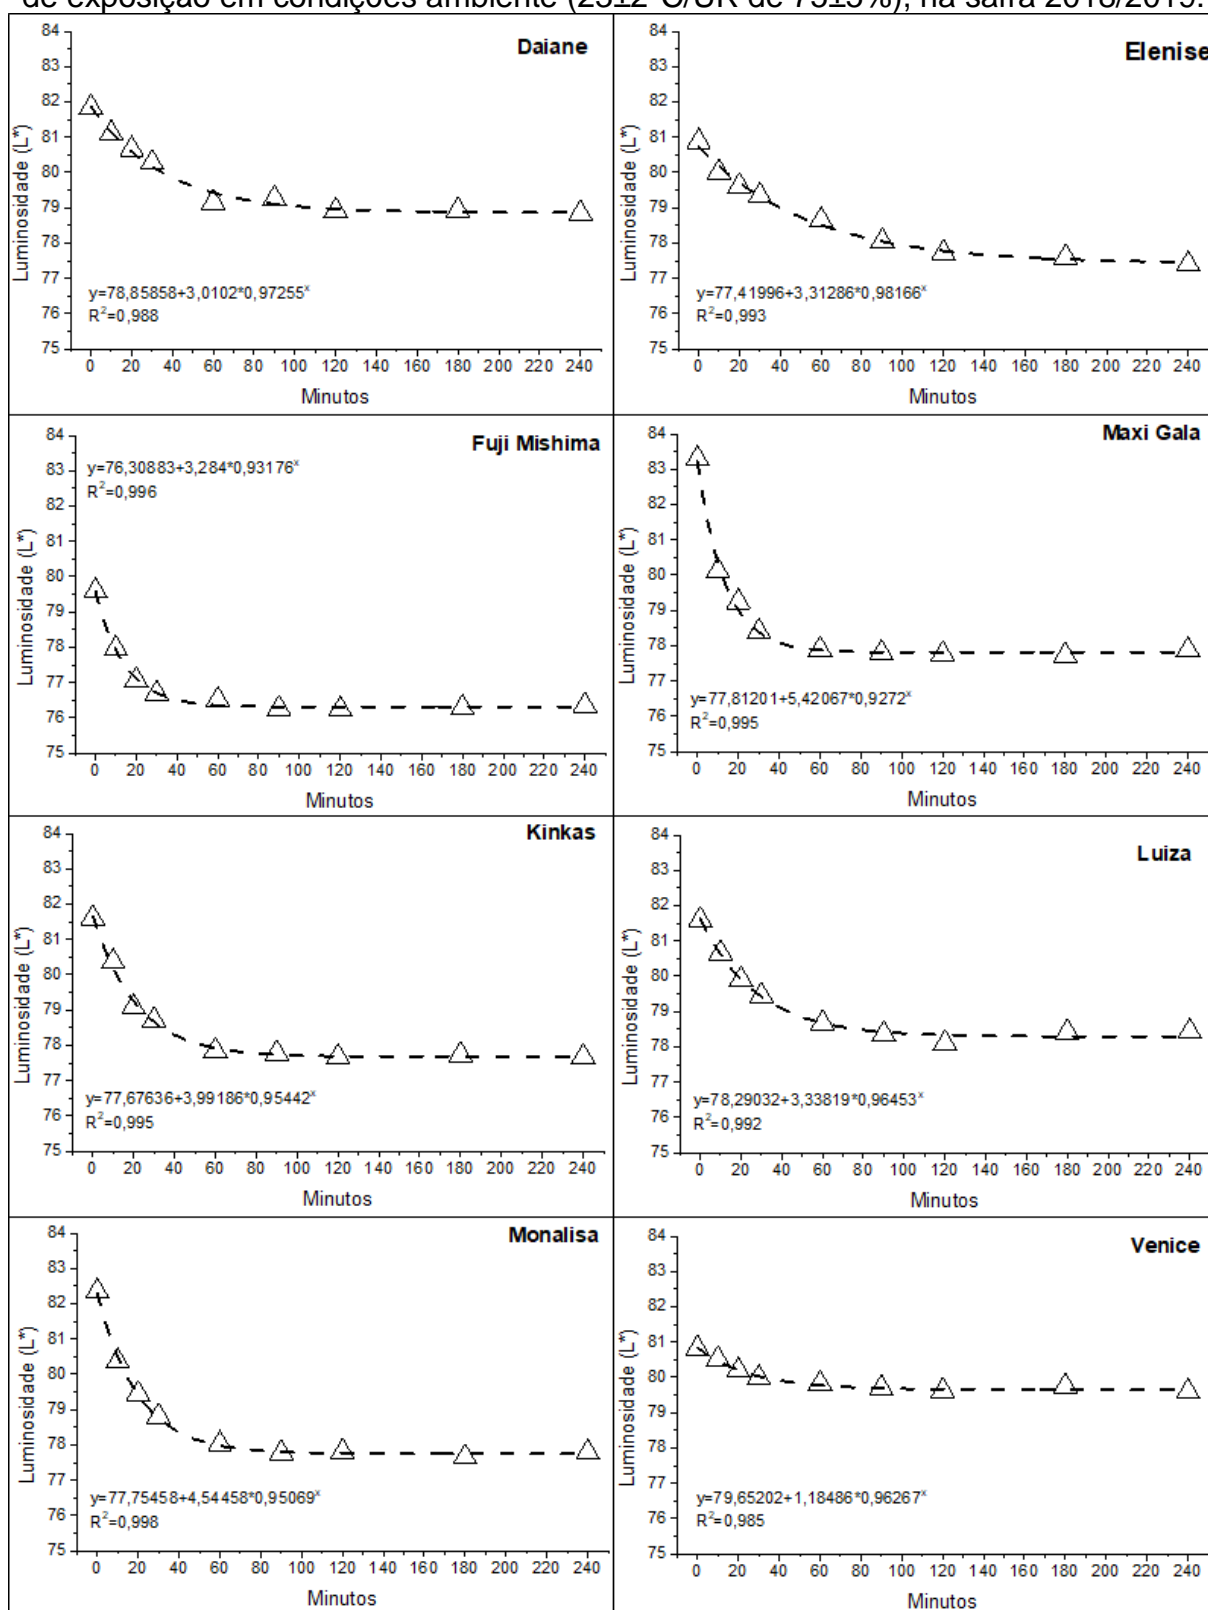 de exposição em condições ambiente (23±2°C/UR de 75±5%), na safra 2018/2019.
Daiane
84
83
82
81
80
79
78
77
76
75
Luminosidade (L*)
y=78,85858+3,0102*0,97255ˣ
R²=0,988
0 20 40 60 80 100 120 140 160 180 200 220 240
Minutos
Elenise
84
83
82
81
80
79
78
77
76
75
Luminosidade (L*)
y=77,41996+3,31286*0,98166ˣ
R²=0,993
0 20 40 60 80 100 120 140 160 180 200 220 240
Minutos
Fuji Mishima
84
83
82
81
80
79
78
77
76
75
Luminosidade (L*)
y=76,30883+3,284*0,93176ˣ
R²=0,996
0 20 40 60 80 100 120 140 160 180 200 220 240
Minutos
Maxi Gala
84
83
82
81
80
79
78
77
76
75
Luminosidade (L*)
y=77,81201+5,42067*0,9272ˣ
R²=0,995
0 20 40 60 80 100 120 140 160 180 200 220 240
Minutos
Kinkas
84
83
82
81
80
79
78
77
76
75
Luminosidade (L*)
y=77,67636+3,99186*0,95442ˣ
R²=0,995
0 20 40 60 80 100 120 140 160 180 200 220 240
Minutos
Luiza
84
83
82
81
80
79
78
77
76
75
Luminosidade (L*)
y=78,29032+3,33819*0,96453ˣ
R²=0,992
0 20 40 60 80 100 120 140 160 180 200 220 240
Minutos
Monalisa
84
83
82
81
80
79
78
77
76
75
Luminosidade (L*)
y=77,75458+4,54458*0,95069ˣ
R²=0,998
0 20 40 60 80 100 120 140 160 180 200 220 240
Minutos
Venice
84
83
82
81
80
79
78
77
76
75
Luminosidade (L*)
y=79,65202+1,18486*0,96267ˣ
R²=0,985
0 20 40 60 80 100 120 140 160 180 200 220 240
Minutos